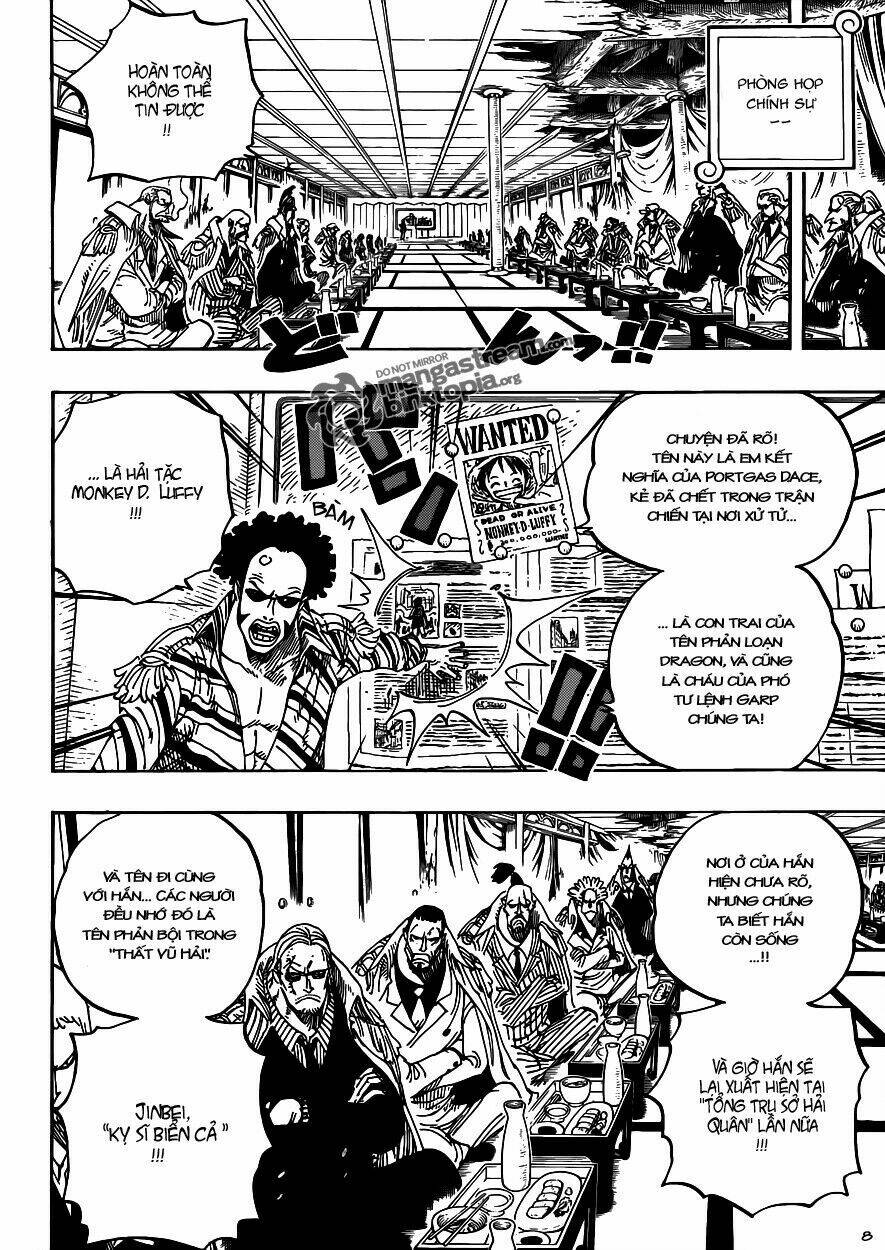 PHÒNG HỌP
CHÍNH SỰ
--
HOÀN TOÀN
KHÔNG THỂ
TIN ĐƯỢC
!!
DO NOT MIRROR
mangastream.com
binktopia.org
CHUYỆN ĐÃ RÕ!
TÊN NÀY LÀ EM KẾT
NGHĨA CỦA PORTGAS DACE,
KẺ ĐÃ CHẾT TRONG TRẬN
CHIẾN TẠI NƠI XỬ TỬ...
... LÀ CON TRAI CỦA
TÊN PHẢN LOẠN
DRAGON, VÀ CŨNG
LÀ CHÁU CỦA PHÓ
TƯ LỆNH GARP
CHÚNG TA!
WANTED
DEAD OR ALIVE
MONKEY·D·LUFFY
MARINE
W
BÀM
... LÀ HẢI TẶC
MONKEY D. LUFFY
!!!
NƠI Ở CỦA HẮN
HIỆN CHƯA RÕ,
NHƯNG CHÚNG
TA BIẾT HẮN
CÒN SỐNG
...!!
VÀ GIỜ HẮN SẼ
LẠI XUẤT HIỆN TẠI
"TỔNG TRỤ SỞ HẢI
QUÂN" LẦN NỮA
!!!
VÀ TÊN ĐI CÙNG
VỚI HẮN... CÁC NGƯỜI
ĐỀU NHỚ ĐÓ LÀ
TÊN PHẢN BỘI TRONG
"THẤT VŨ HẢI".
JINBEI,
"KỴ SĨ BIỂN CẢ"
!!!
8